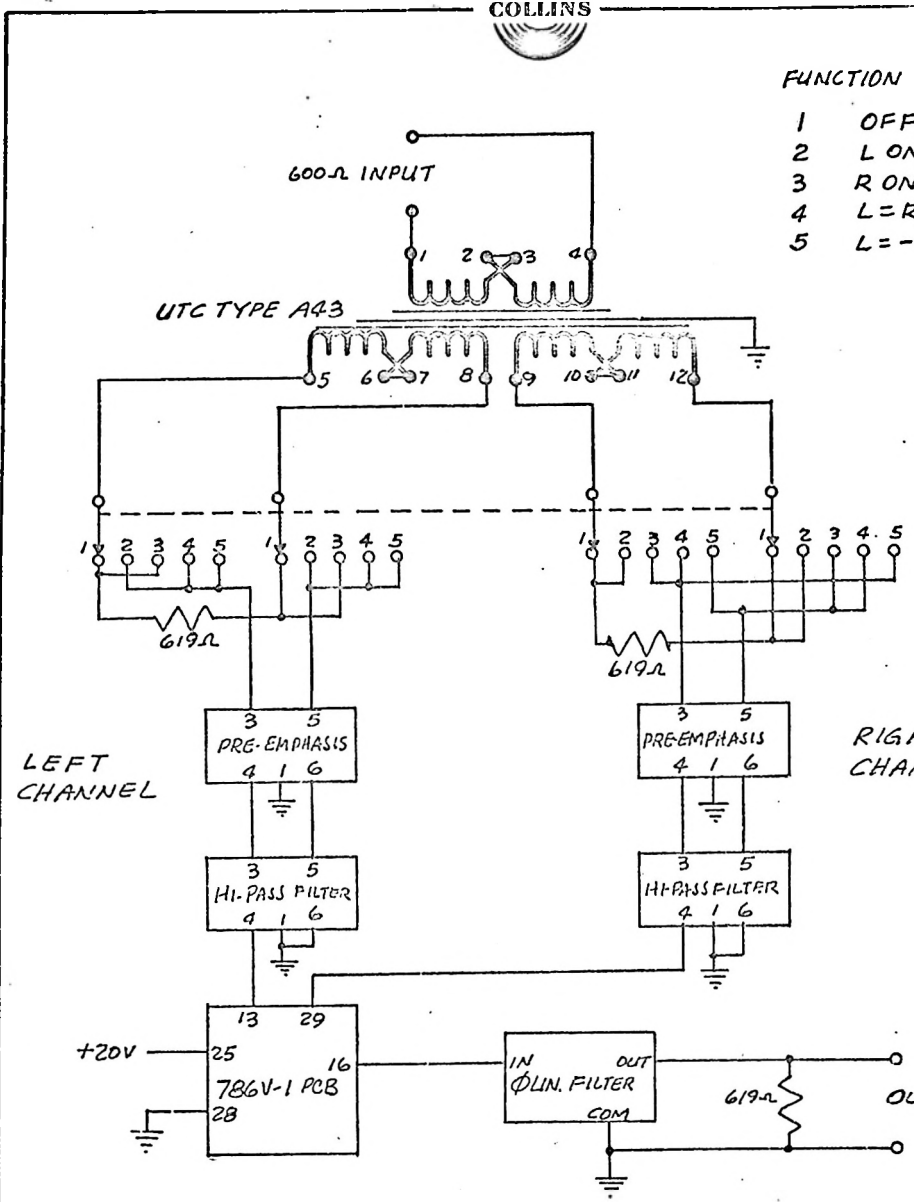 COLLINS
FUNCTION
1 OFF
2 L ON
3 R ON
4 L=R
5 L=-
600Ω INPUT
1 2 3 4
UTC TYPE A43
5 6 7 8 9 10 11 12
1 2 3 4 5 1 2 3 4 5 1 2 3 4 5 1 2 3 4 5
619Ω 619Ω
3 5 3 5
PRE-EMPHASIS PRE-EMPHASIS
4 1 6 4 1 6
LEFT
CHANNEL
3 5 3 5
HI-PASS FILTER HI-PASS FILTER
4 1 6 4 1 6
13 29
+20V 25
16
786V-1 PCB
28
IN OUT
ΦLIN. FILTER
COM
619Ω